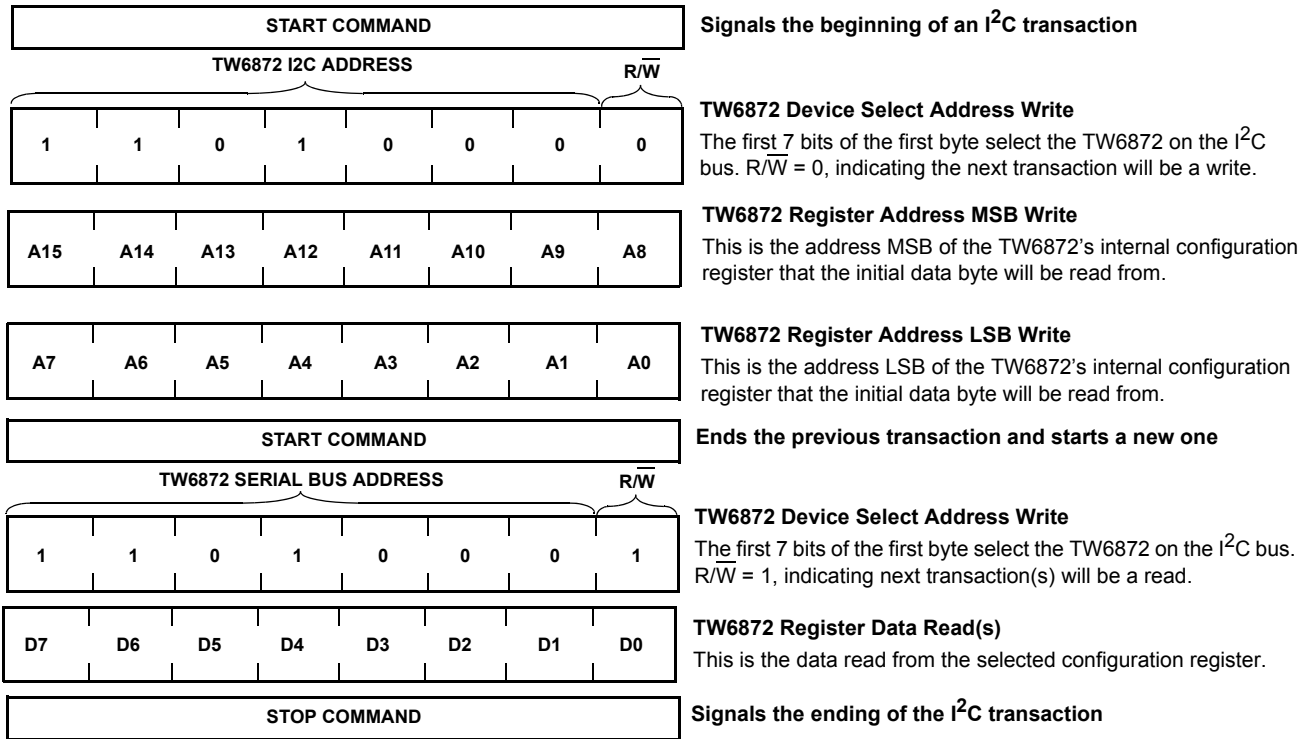 START COMMAND
Signals the beginning of an I2C transaction
TW6872 I2C ADDRESS
R/W̅
1 1 0 1 0 0 0 0
TW6872 Device Select Address Write
The first 7 bits of the first byte select the TW6872 on the I2C
bus. R/W̅ = 0, indicating the next transaction will be a write.
A15 A14 A13 A12 A11 A10 A9 A8
TW6872 Register Address MSB Write
This is the address MSB of the TW6872's internal configuration
register that the initial data byte will be read from.
A7 A6 A5 A4 A3 A2 A1 A0
TW6872 Register Address LSB Write
This is the address LSB of the TW6872's internal configuration
register that the initial data byte will be read from.
START COMMAND
Ends the previous transaction and starts a new one
TW6872 SERIAL BUS ADDRESS
R/W̅
1 1 0 1 0 0 0 1
TW6872 Device Select Address Write
The first 7 bits of the first byte select the TW6872 on the I2C bus.
R/W̅ = 1, indicating next transaction(s) will be a read.
D7 D6 D5 D4 D3 D2 D1 D0
TW6872 Register Data Read(s)
This is the data read from the selected configuration register.
STOP COMMAND
Signals the ending of the I2C transaction